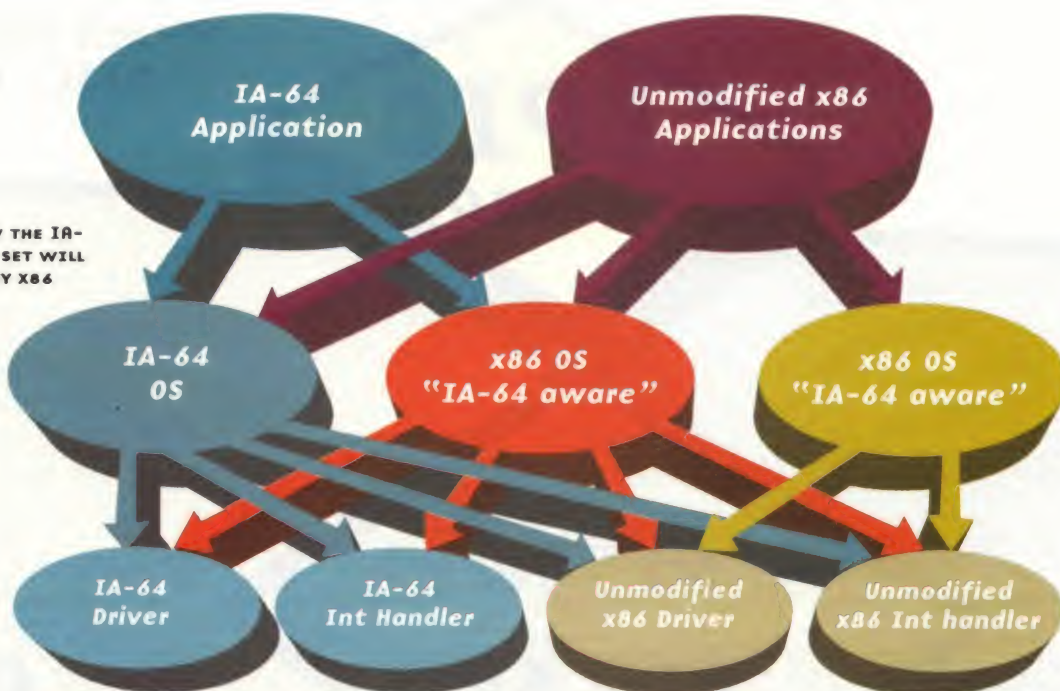 IA-64
Application
Unmodified x86
Applications
THE IA-
SET WILL
Y X86
IA-64
OS
x86 OS
“IA-64 aware”
x86 OS
“IA-64 aware”
IA-64
Driver
IA-64
Int Handler
Unmodified
x86 Driver
Unmodified
x86 Int handler